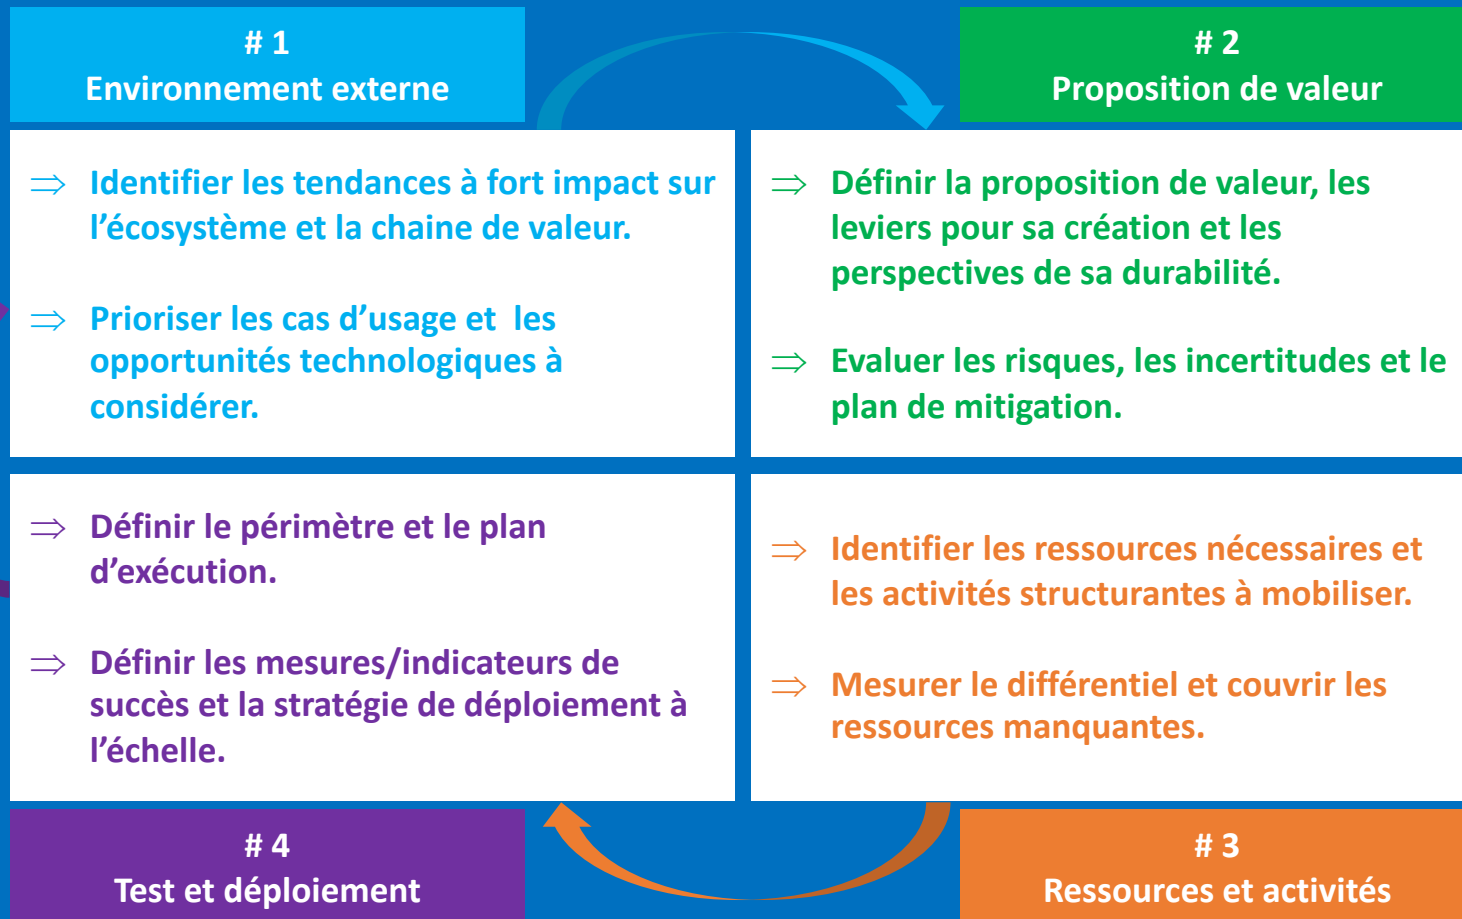 # 1
Environnement externe
# 2
Proposition de valeur
⇒ Identifier les tendances à fort impact sur
l’écosystème et la chaine de valeur.
⇒ Prioriser les cas d’usage et les
opportunités technologiques à
considérer.
⇒ Définir la proposition de valeur, les
leviers pour sa création et les
perspectives de sa durabilité.
⇒ Evaluer les risques, les incertitudes et le
plan de mitigation.
⇒ Définir le périmètre et le plan
d’exécution.
⇒ Définir les mesures/indicateurs de
succès et la stratégie de déploiement à
l’échelle.
⇒ Identifier les ressources nécessaires et
les activités structurantes à mobiliser.
⇒ Mesurer le différentiel et couvrir les
ressources manquantes.
# 4
Test et déploiement
# 3
Ressources et activités